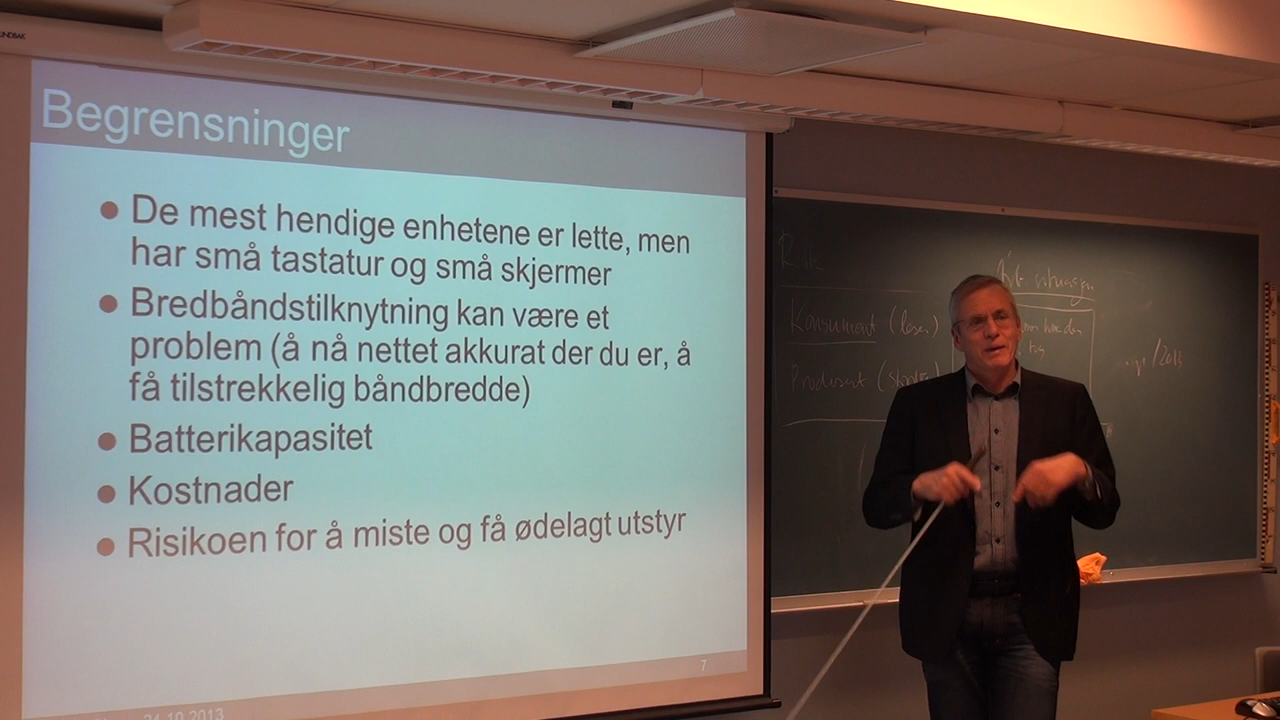 Begrensninger
De mest hendige enhetene er lette, men
har små tastatur og små skjermer
Bredbåndstilknytning kan være et
problem (å nå nettet akkurat der du er, å
få tilstrekkelig båndbredde)
Batterikapasitet
Kostnader
Risikoen for å miste og få ødelagt utstyr
7
24.10.2013
Konsument (leser)
Produsent
/2013